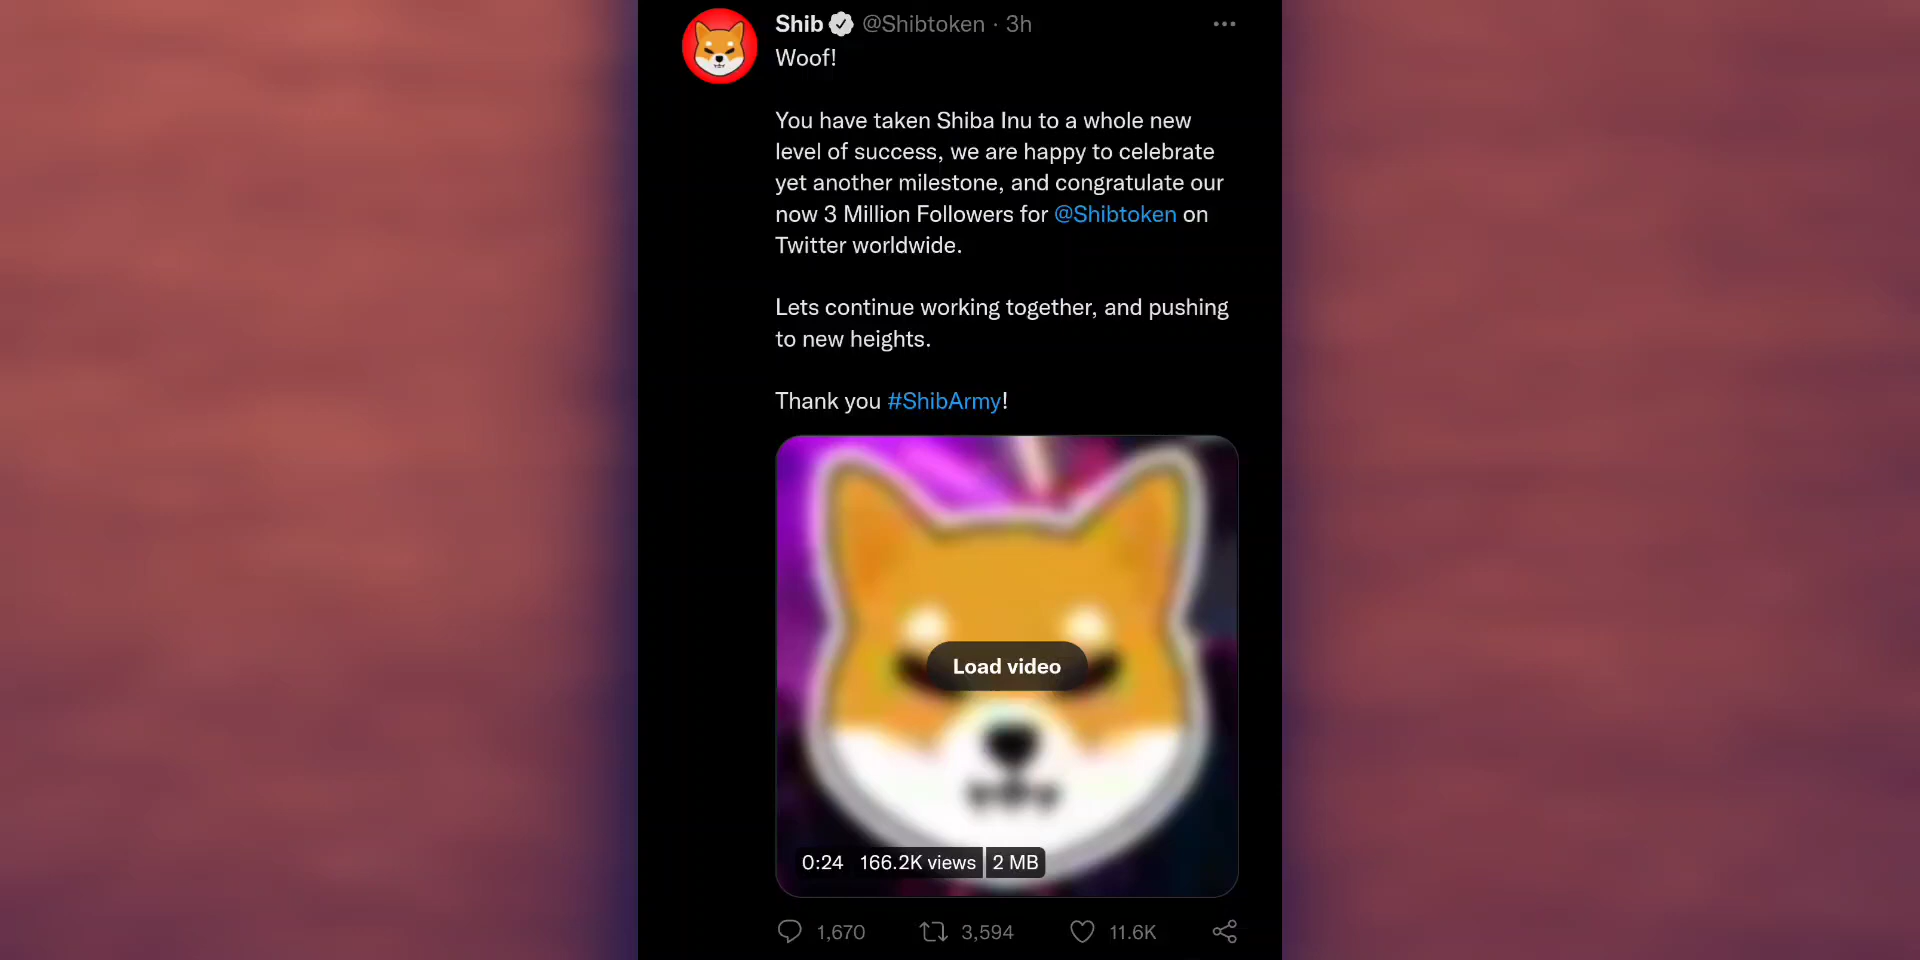 Shib @Shibtoken · 3h
Woof!
You have taken Shiba Inu to a whole new
level of success, we are happy to celebrate
yet another milestone, and congratulate our
now 3 Million Followers for @Shibtoken on
Twitter worldwide.
Lets continue working together, and pushing
to new heights.
Thank you #ShibArmy!
Load video
0:24 166.2K views 2 MB
1,670 3,594 11.6K